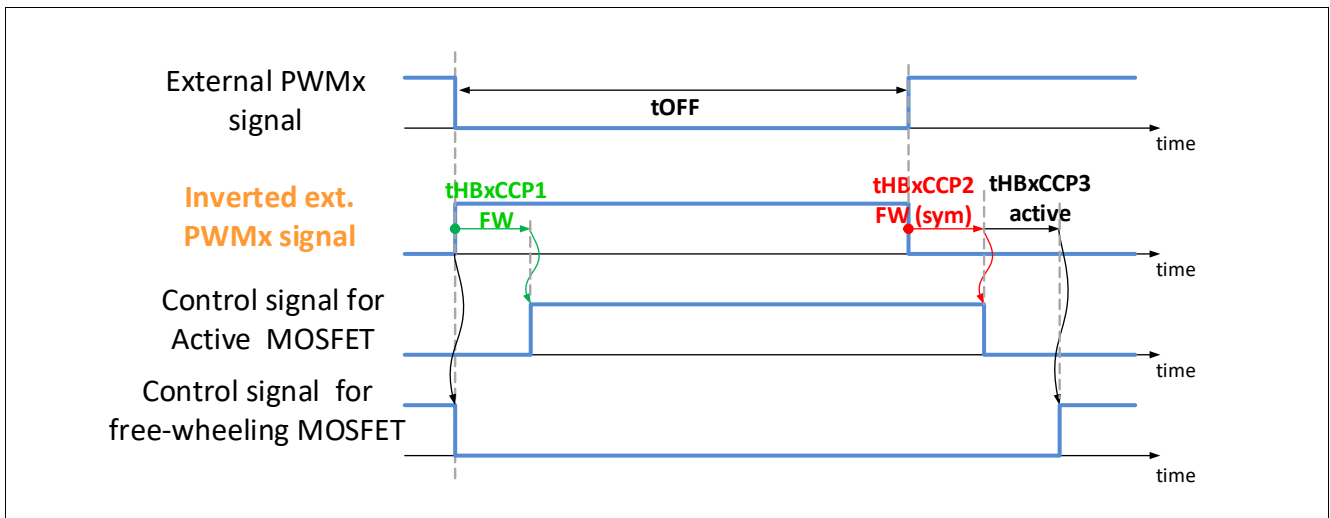 External PWMx
signal
tOFF
time
Inverted ext.
PWMx signal
tHBxCCP1
FW
tHBxCCP2
FW (sym)
tHBxCCP3
active
time
Control signal for
Active MOSFET
time
Control signal for
free-wheeling MOSFET
time